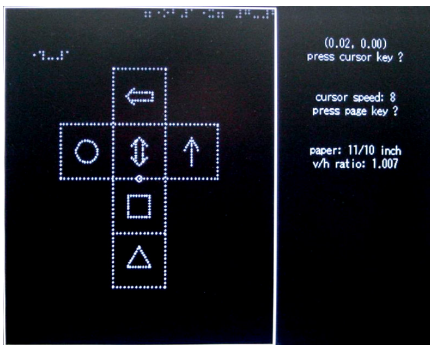 (0.02, 0.00)
press cursor key ?
cursor speed: 8
press page key ?
paper: 11/10 inch
v/h ratio: 1.007